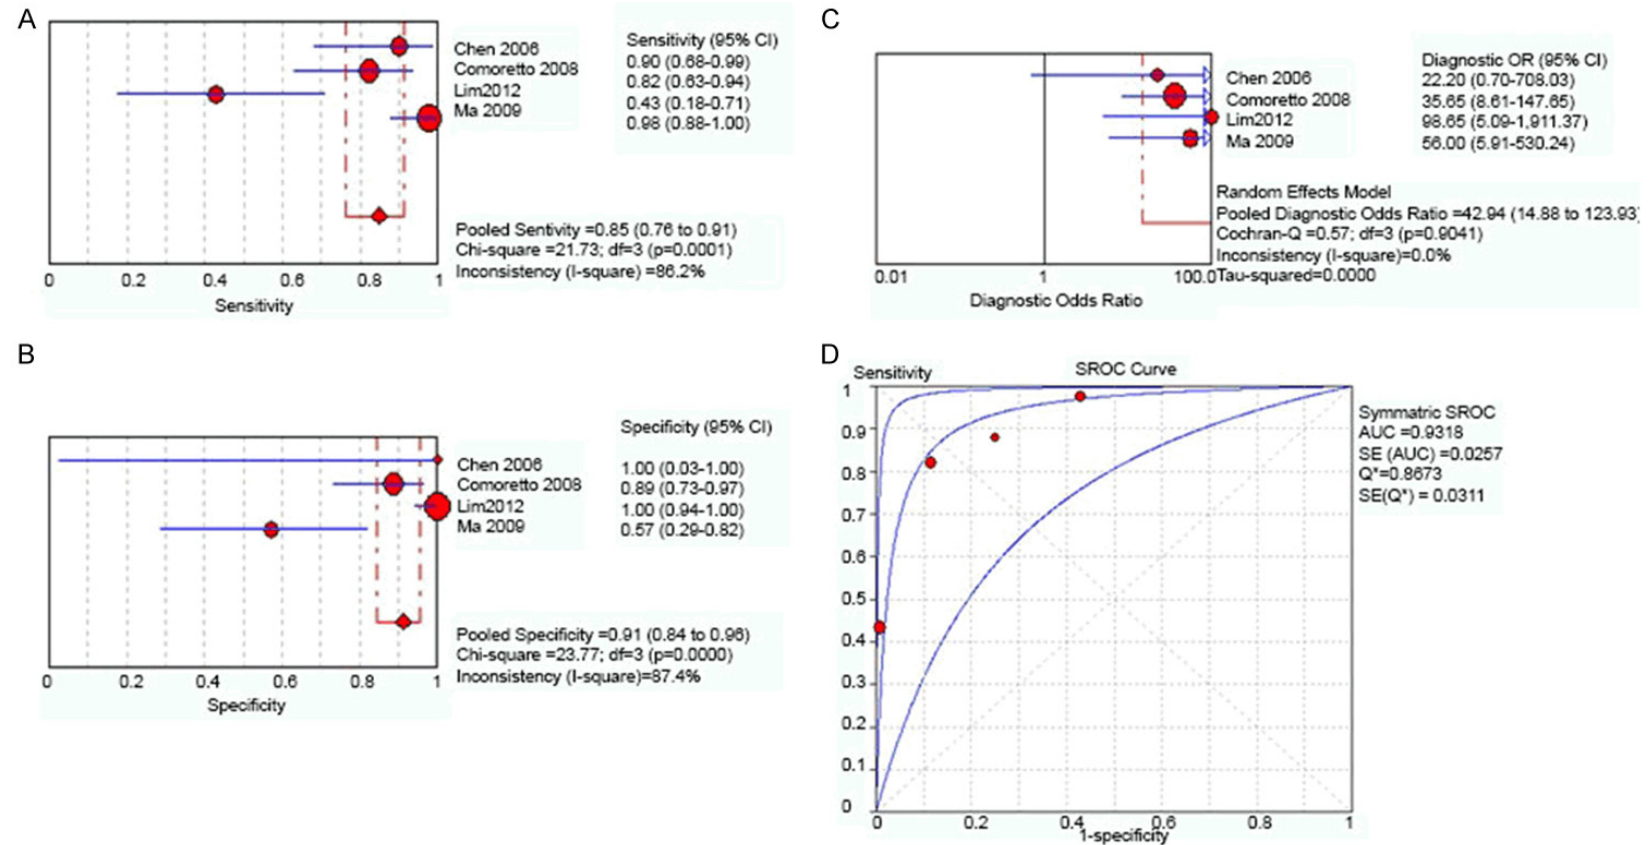 A
Chen 2006
Comoretto 2008
Lim2012
Ma 2009
Sensitivity (95% CI)
0.90 (0.68-0.99)
0.82 (0.63-0.94)
0.43 (0.18-0.71)
0.98 (0.88-1.00)
Pooled Sentivity =0.85 (0.76 to 0.91)
Chi-square =21.73; df=3 (p=0.0001)
Inconsistency (I-square) =86.2%
0 0.2 0.4 0.6 0.8 1
Sensitivity
B
Chen 2006
Comoretto 2008
Lim2012
Ma 2009
Specificity (95% CI)
1.00 (0.03-1.00)
0.89 (0.73-0.97)
1.00 (0.94-1.00)
0.57 (0.29-0.82)
Pooled Specificity =0.91 (0.84 to 0.96)
Chi-square =23.77; df=3 (p=0.0000)
Inconsistency (I-square)=87.4%
0 0.2 0.4 0.6 0.8 1
Specificity
C
Chen 2006
Comoretto 2008
Lim2012
Ma 2009
Diagnostic OR (95% CI)
22.20 (0.70-708.03)
35.65 (8.61-147.65)
98.65 (5.09-1,911.37)
56.00 (5.91-530.24)
Random Effects Model
Pooled Diagnostic Odds Ratio =42.94 (14.88 to 123.93)
Cochran-Q =0.57; df=3 (p=0.9041)
Inconsistency (I-square)=0.0%
Tau-squared=0.0000
0.01 1 100.0
Diagnostic Odds Ratio
D
Sensitivity
SROC Curve
1
0.9
0.8
0.7
0.6
0.5
0.4
0.3
0.2
0.1
0
0 0.2 0.4 0.6 0.8 1
1-specificity
Symmetric SROC
AUC =0.9318
SE (AUC) =0.0257
Q*=0.8673
SE(Q*) = 0.0311